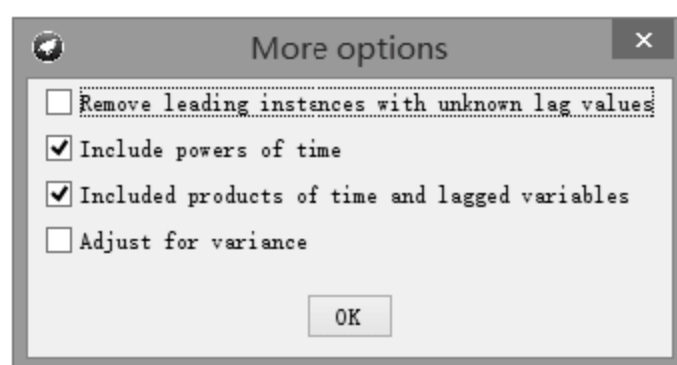 More options
Remove leading instances with unknown lag values
Include powers of time
Included products of time and lagged variables
Adjust for variance
OK